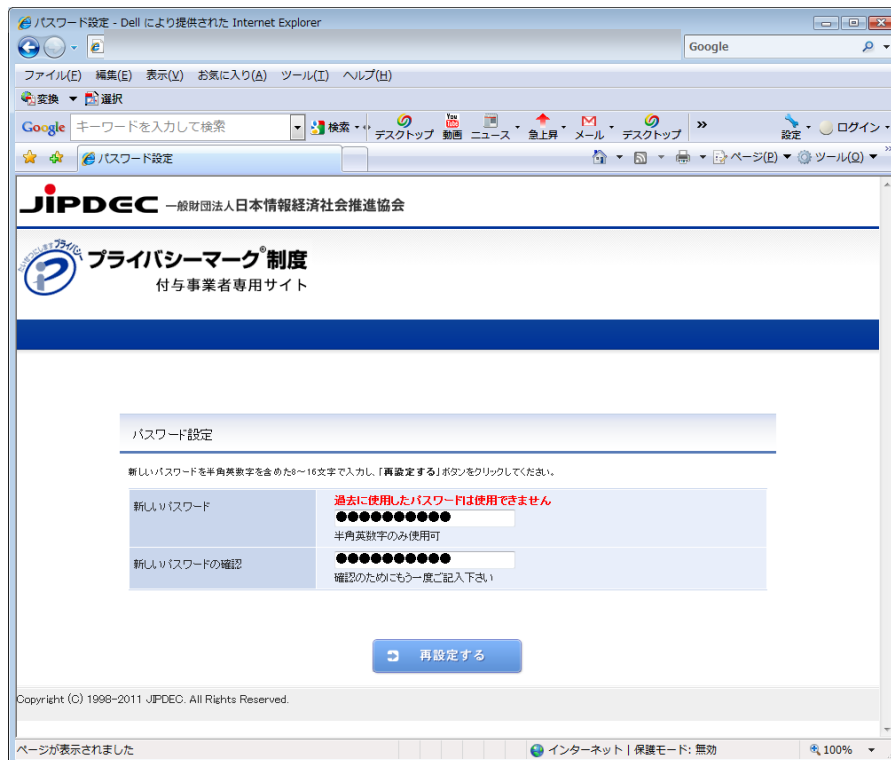 パスワード設定 - Dell により提供された Internet Explorer
Google
ファイル(F) 編集(E) 表示(V) お気に入り(A) ツール(T) ヘルプ(H)
変換 ▼ 選択
Google キーワードを入力して検索 検索 デスクトップ 動画 ニュース 急上昇 メール デスクトップ » 設定 ログイン
パスワード設定 ページ(P) ▼ ツール(O) ▼ »
JIPDEC 一般財団法人日本情報経済社会推進協会
たいせつにします プライバシー
プライバシーマーク®制度
付与事業者専用サイト
パスワード設定
新しいパスワードを半角英数字を含めた8～16文字で入力し、「再設定する」ボタンをクリックしてください。
過去に使用したパスワードは使用できません
新しいパスワード
●●●●●●●●●●
半角英数字のみ使用可
新しいパスワードの確認 ●●●●●●●●●●
確認のためにもう一度ご記入下さい
再設定する
Copyright (C) 1998-2011 JIPDEC. All Rights Reserved.
ページが表示されました インターネット | 保護モード: 無効 100% ▼